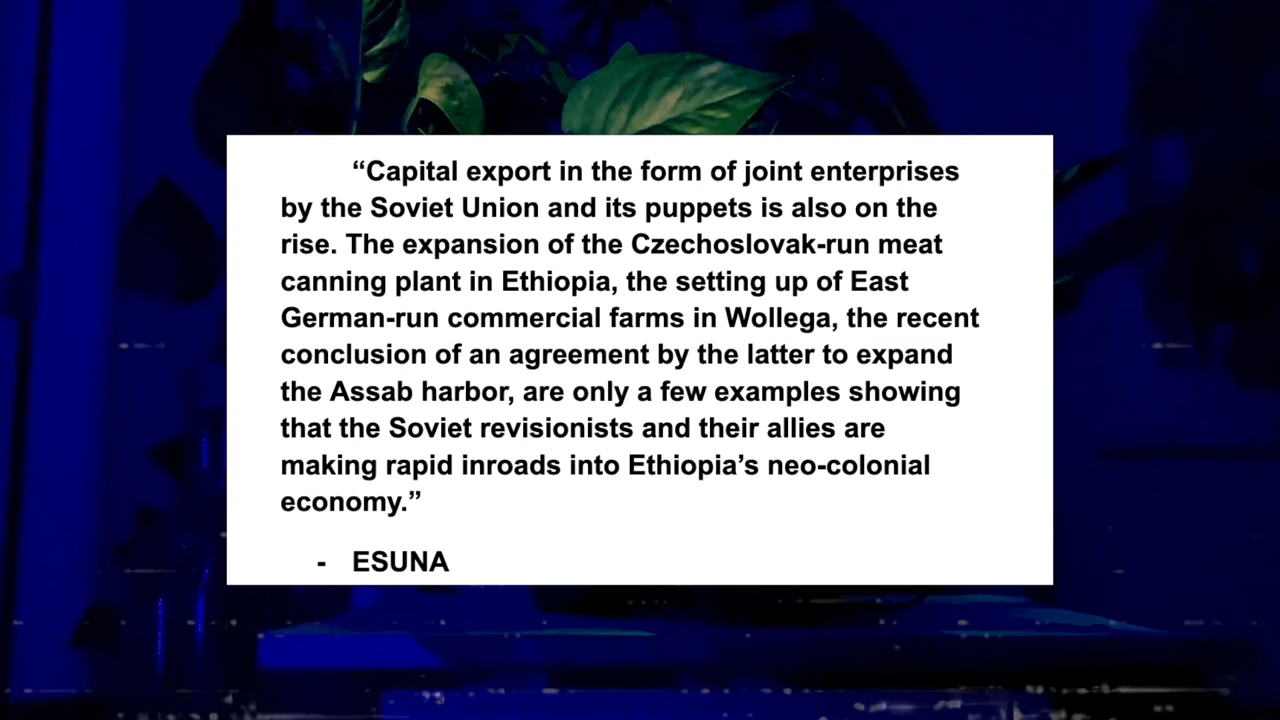 “Capital export in the form of joint enterprises
by the Soviet Union and its puppets is also on the
rise. The expansion of the Czechoslovak-run meat
canning plant in Ethiopia, the setting up of East
German-run commercial farms in Wollega, the recent
conclusion of an agreement by the latter to expand
the Assab harbor, are only a few examples showing
that the Soviet revisionists and their allies are
making rapid inroads into Ethiopia’s neo-colonial
economy.”
- ESUNA